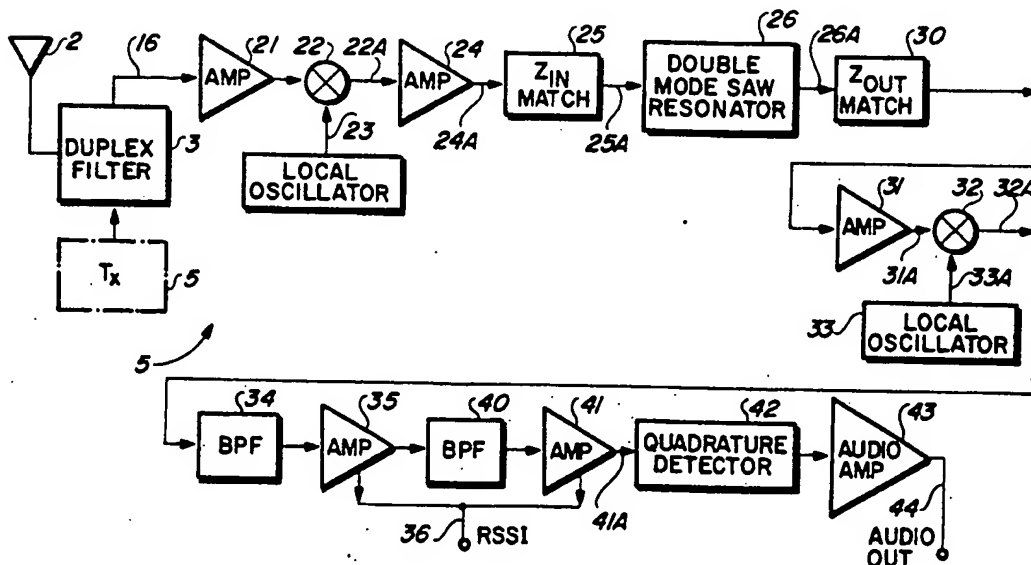 2
16
21
AMP
22
22A
24
AMP
24A
25
Z_IN
MATCH
25A
26
DOUBLE
MODE SAW
RESONATOR
26A
30
Z_OUT
MATCH
DUPLEX
FILTER
3
23
LOCAL
OSCILLATOR
Tx
5
31
AMP
31A
32
32A
33A
33
LOCAL
OSCILLATOR
5
34
BPF
35
AMP
40
BPF
41
AMP
41A
42
QUADRATURE
DETECTOR
43
AUDIO
AMP
44
36
RSSI
AUDIO
OUT